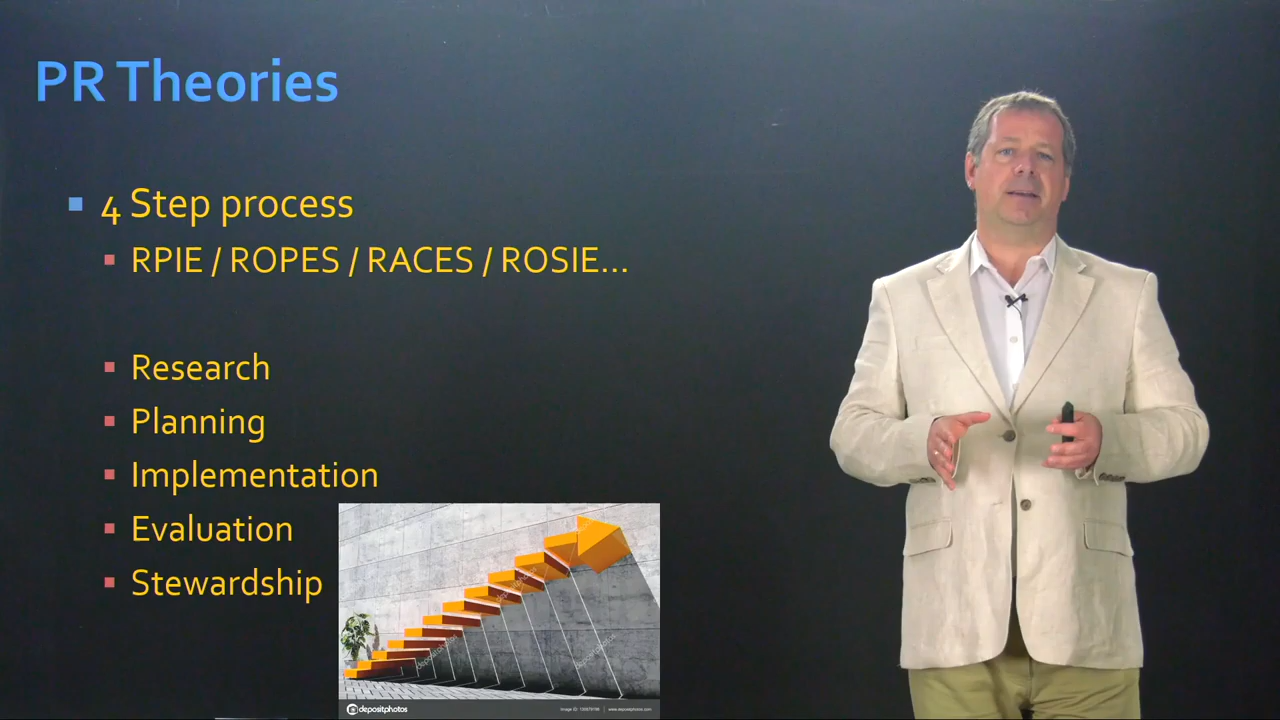 PR Theories
4 Step process
RPIE / ROPES / RACES / ROSIE...
Research
Planning
Implementation
Evaluation
Stewardship
depositphotos